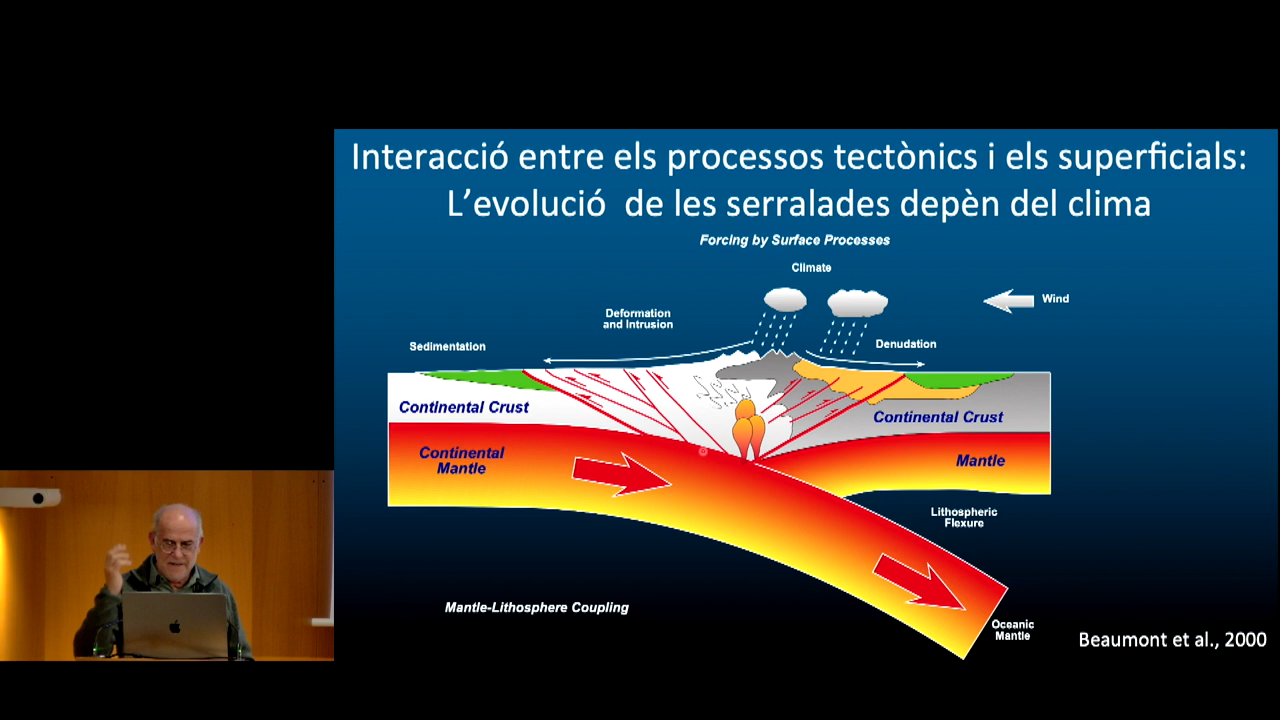 Interacció entre els processos tectònics i els superficials:
L’evolució  de les serralades depèn del clima
Forcing by Surface Processes
Climate
Wind
Deformation
and Intrusion
Sedimentation
Denudation
Continental Crust
Continental Crust
Continental
Mantle
Mantle
Lithospheric
Flexure
Mantle-Lithosphere Coupling
Oceanic
Mantle
Beaumont et al., 2000